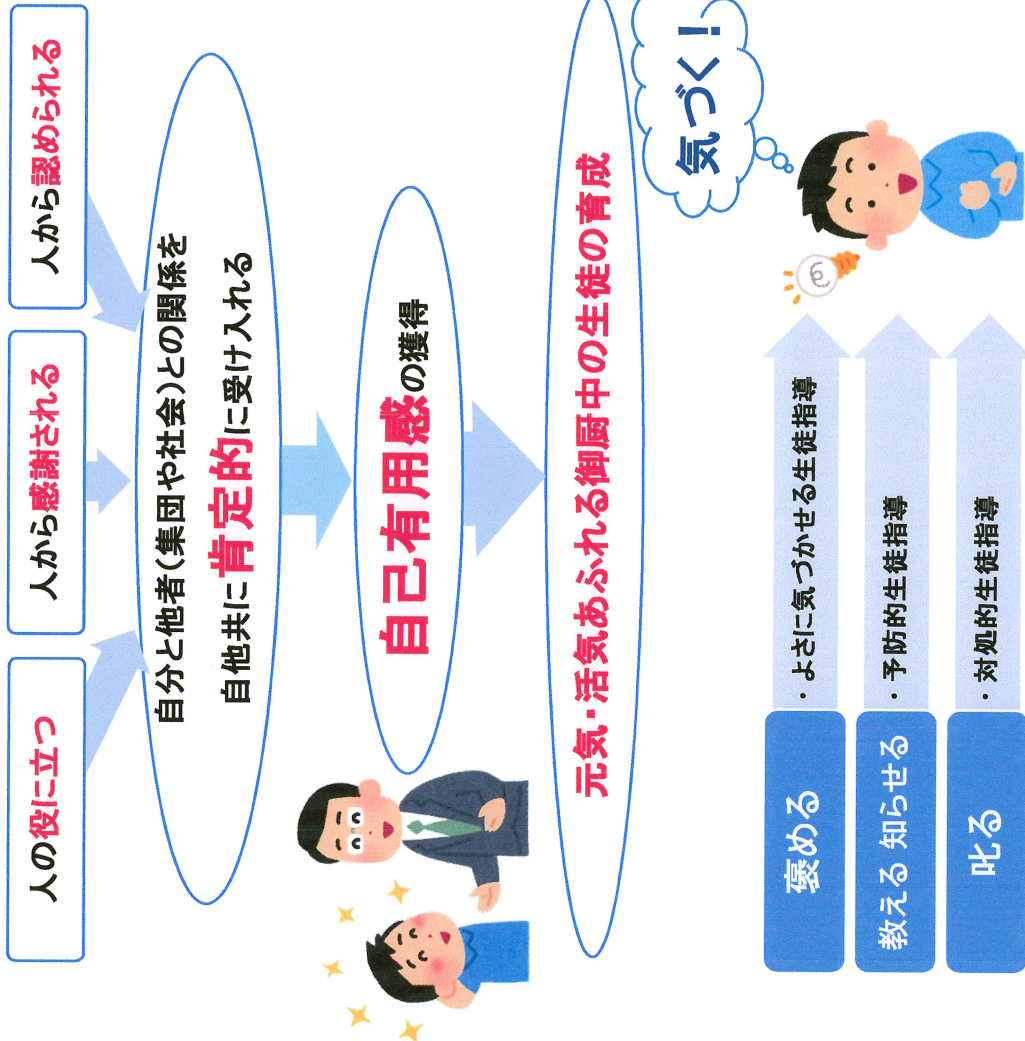 人の役に立つ
人から感謝される
人から認められる
自分と他者(集団や社会)との関係を
自他共に肯定的に受け入れる
自己有用感の獲得
元気・活気あふれる御厨中の生徒の育成
褒める
・よさに気づかせる生徒指導
教える 知らせる
・予防的生徒指導
叱る
・対処的生徒指導
気づく!